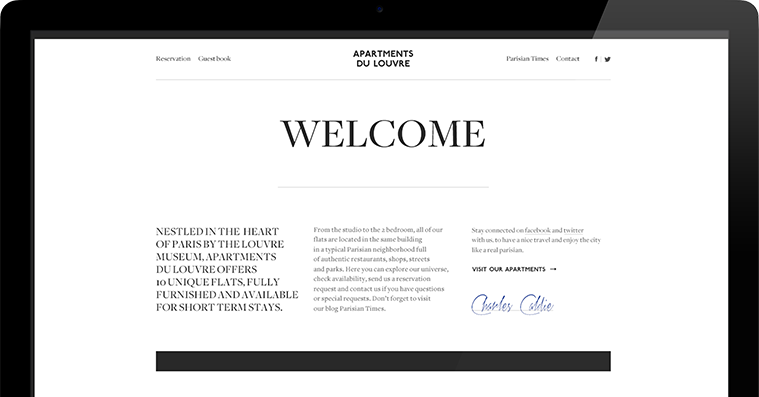 Reservation Guest book
APARTMENTS
DU LOUVRE
Parisian Times Contact
WELCOME
NESTLED IN THE HEART
OF PARIS BY THE LOUVRE
MUSEUM, APARTMENTS
DU LOUVRE OFFERS
10 UNIQUE FLATS, FULLY
FURNISHED AND AVAILABLE
FOR SHORT TERM STAYS.
From the studio to the 2 bedroom, all of our
flats are located in the same building
in a typical Parisian neighborhood full
of authentic restaurants, shops, streets
and parks. Here you can explore our universe,
check availability, send us a reservation
request and contact us if you have questions
or special requests. Don't forget to visit
our blog Parisian Times.
Stay connected on facebook and twitter
with us, to have a nice travel and enjoy the city
like a real parisian.
VISIT OUR APARTMENTS →
Charles